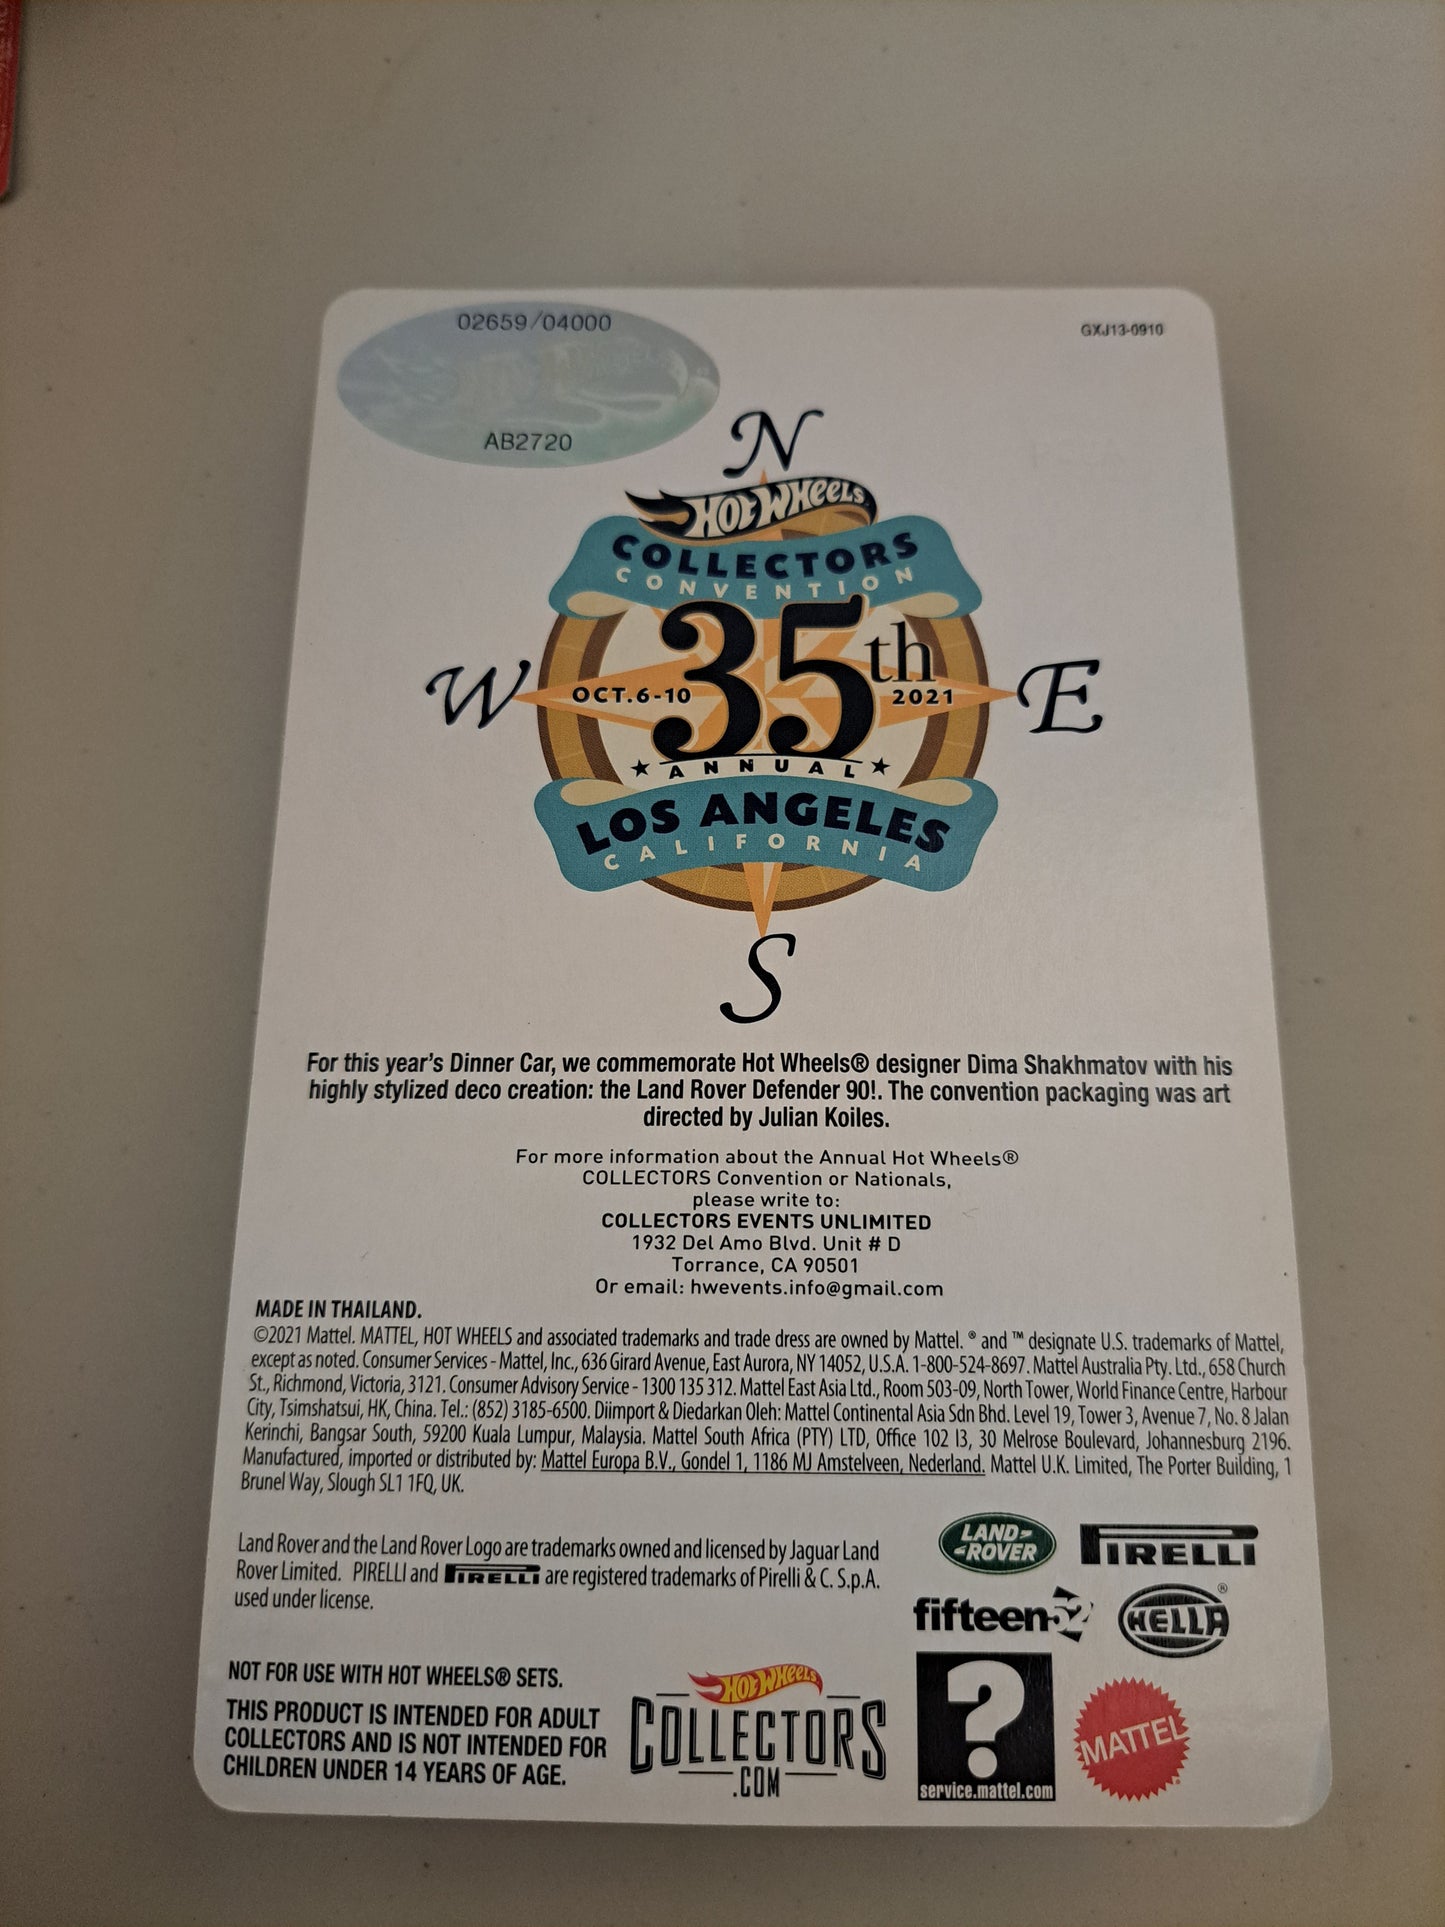 02659/04000
GXJ13-0910
AB2720
N
HOT WHEELS
COLLECTORS
CONVENTION
35th
W
OCT.6-10
2021
E
★ ANNUAL ★
LOS ANGELES
CALIFORNIA
S
For this year's Dinner Car, we commemorate Hot Wheels® designer Dima Shakhmatov with his
highly stylized deco creation: the Land Rover Defender 90!. The convention packaging was art
directed by Julian Koiles.
For more information about the Annual Hot Wheels®
COLLECTORS Convention or Nationals,
please write to:
COLLECTORS EVENTS UNLIMITED
1932 Del Amo Blvd. Unit # D
Torrance, CA 90501
Or email: hwevents.info@gmail.com
MADE IN THAILAND.
©2021 Mattel. MATTEL, HOT WHEELS and associated trademarks and trade dress are owned by Mattel. ® and ™ designate U.S. trademarks of Mattel,
except as noted. Consumer Services - Mattel, Inc., 636 Girard Avenue, East Aurora, NY 14052, U.S.A. 1-800-524-8697. Mattel Australia Pty. Ltd., 658 Church
St., Richmond, Victoria, 3121. Consumer Advisory Service - 1300 135 312. Mattel East Asia Ltd., Room 503-09, North Tower, World Finance Centre, Harbour
City, Tsimshatsui, HK, China. Tel.: (852) 3185-6500. Diimport & Diedarkan Oleh: Mattel Continental Asia Sdn Bhd. Level 19, Tower 3, Avenue 7, No. 8 Jalan
Kerinchi, Bangsar South, 59200 Kuala Lumpur, Malaysia. Mattel South Africa (PTY) LTD, Office 102 I3, 30 Melrose Boulevard, Johannesburg 2196.
Manufactured, imported or distributed by: Mattel Europa B.V., Gondel 1, 1186 MJ Amstelveen, Nederland. Mattel U.K. Limited, The Porter Building, 1
Brunel Way, Slough SL1 1FQ, UK.
Land Rover and the Land Rover Logo are trademarks owned and licensed by Jaguar Land
Rover Limited. PIRELLI and PIRELLI are registered trademarks of Pirelli & C. S.p.A.
used under license.
LAND-
-ROVER
PIRELLI
fifteen52
HELLA®
NOT FOR USE WITH HOT WHEELS® SETS.
THIS PRODUCT IS INTENDED FOR ADULT
COLLECTORS AND IS NOT INTENDED FOR
CHILDREN UNDER 14 YEARS OF AGE.
HOT WHEELS
COLLECTORS
.COM
?
service.mattel.com
MATTEL